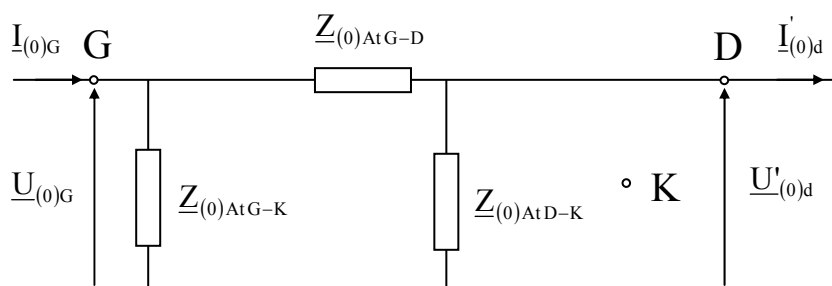 I(0)G G Z(0)AtG−D D I'(0)d
U(0)G Z(0)AtG−K Z(0)AtD−K K U'(0)d